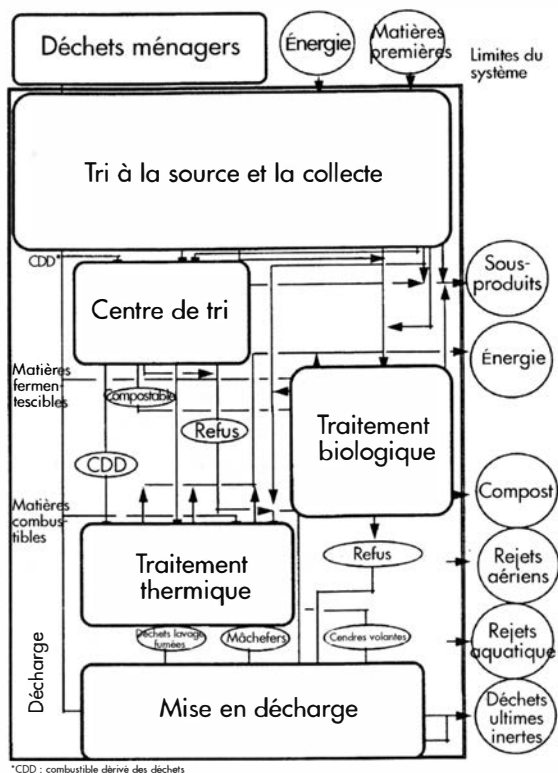 Déchets ménagers
Énergie
Matières
premières
Limites du
système
Tri à la source et la collecte
CDD*
Centre de tri
Sous-
produits
Énergie
Matières
fermen-
tescibles
Compostable
Refus
CDD
Traitement
biologique
Compost
Matières
combus-
tibles
Traitement
thermique
Refus
Rejets
aériens
Déchets lavage
fumées
Mâchefers
Cendres volantes
Rejets
aquatique
Décharge
Mise en décharge
Déchets
ultimes
inertes
*CDD : combustible dérivé des déchets